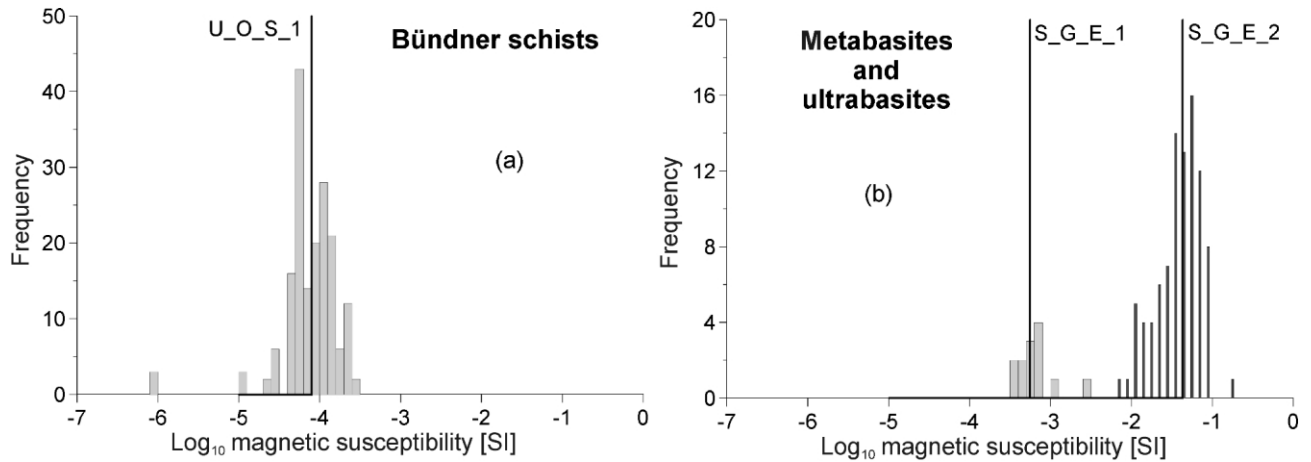 U_O_S_1
Bündner schists
(a)
50
40
30
20
10
0
Frequency
-7
-6
-5
-4
-3
-2
-1
0
Log10 magnetic susceptibility [SI]
Metabasites
and
ultrabasites
S_G_E_1
S_G_E_2
(b)
20
16
12
8
4
0
Frequency
-7
-6
-5
-4
-3
-2
-1
0
Log10 magnetic susceptibility [SI]